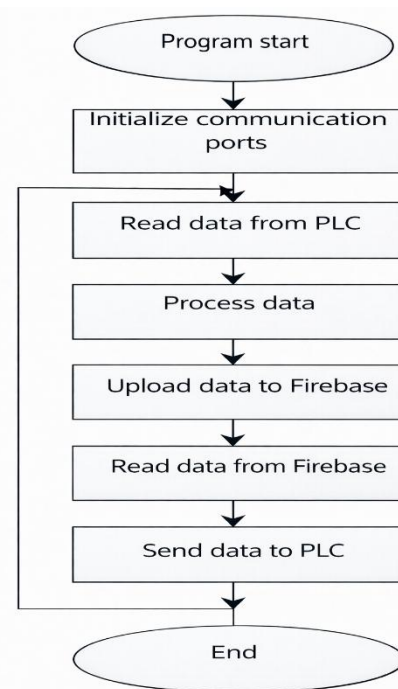 Program start
Initialize communication
ports
Read data from PLC
Process data
Upload data to Firebase
Read data from Firebase
Send data to PLC
End